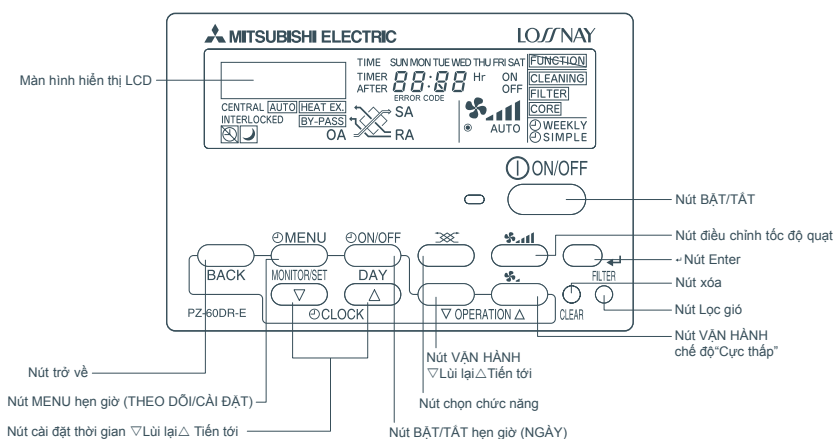 MITSUBISHI ELECTRIC LOSSNAY
TIME SUN MON TUE WED THU FRI SAT FUNCTION
Màn hình hiển thị LCD
TIMER 88:88 Hr ON CLEANING
AFTER OFF FILTER
ERROR CODE
CENTRAL AUTO HEAT EX. SA CORE
INTERLOCKED BY-PASS AUTO WEEKLY
OA RA SIMPLE
ON/OFF
Nút BẬT/TẮT
Nút điều chỉnh tốc độ quạt
MENU ON/OFF
↵Nút Enter
BACK MONITOR/SET DAY FILTER
Nút xóa
▽ △
PZ-60DR-E CLOCK ▽ OPERATION △ CLEAR
Nút Lọc gió
Nút VẬN HÀNH
chế độ“Cực thấp”
Nút VẬN HÀNH
▽Lùi lại△Tiến tới
Nút trở về
Nút MENU hẹn giờ (THEO DÕI/CÀI ĐẶT)
Nút chọn chức năng
Nút cài đặt thời gian ▽Lùi lại△ Tiến tới
Nút BẬT/TẮT hẹn giờ (NGÀY)